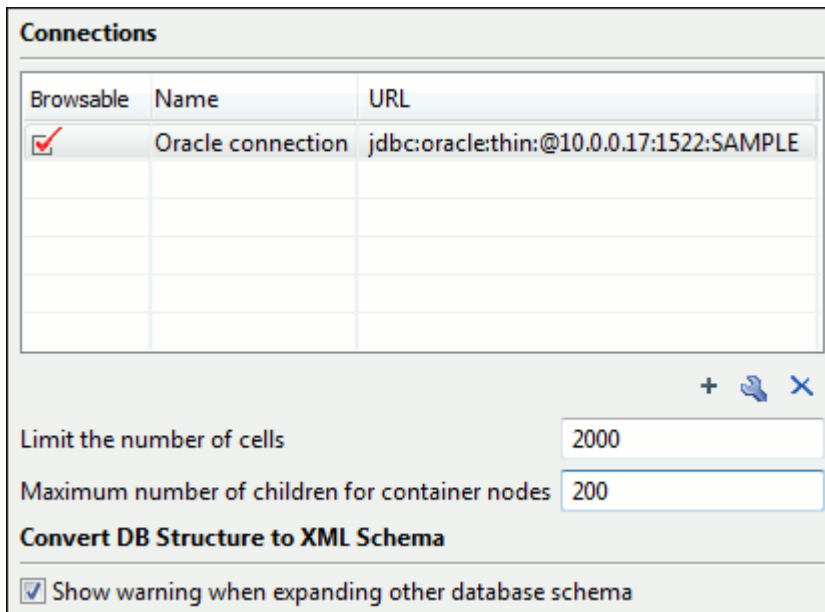 Connections
Browsable Name URL
Oracle connection jdbc:oracle:thin:@10.0.0.17:1522:SAMPLE
Limit the number of cells 2000
Maximum number of children for container nodes 200
Convert DB Structure to XML Schema
Show warning when expanding other database schema